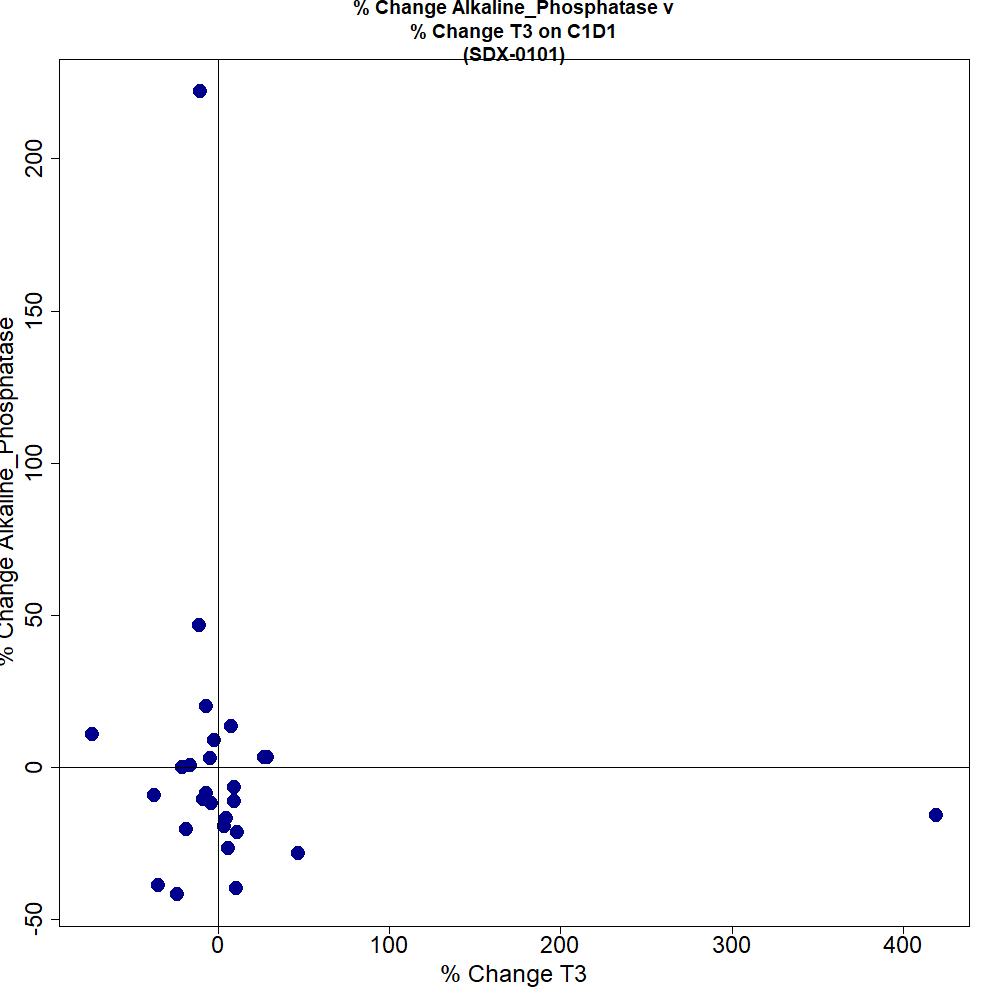 % Change Alkaline_Phosphatase v
% Change T3 on C1D1
(SDX-0101)
% Change Alkaline_Phosphatase
200
150
100
50
0
-50
0 100 200 300 400
% Change T3